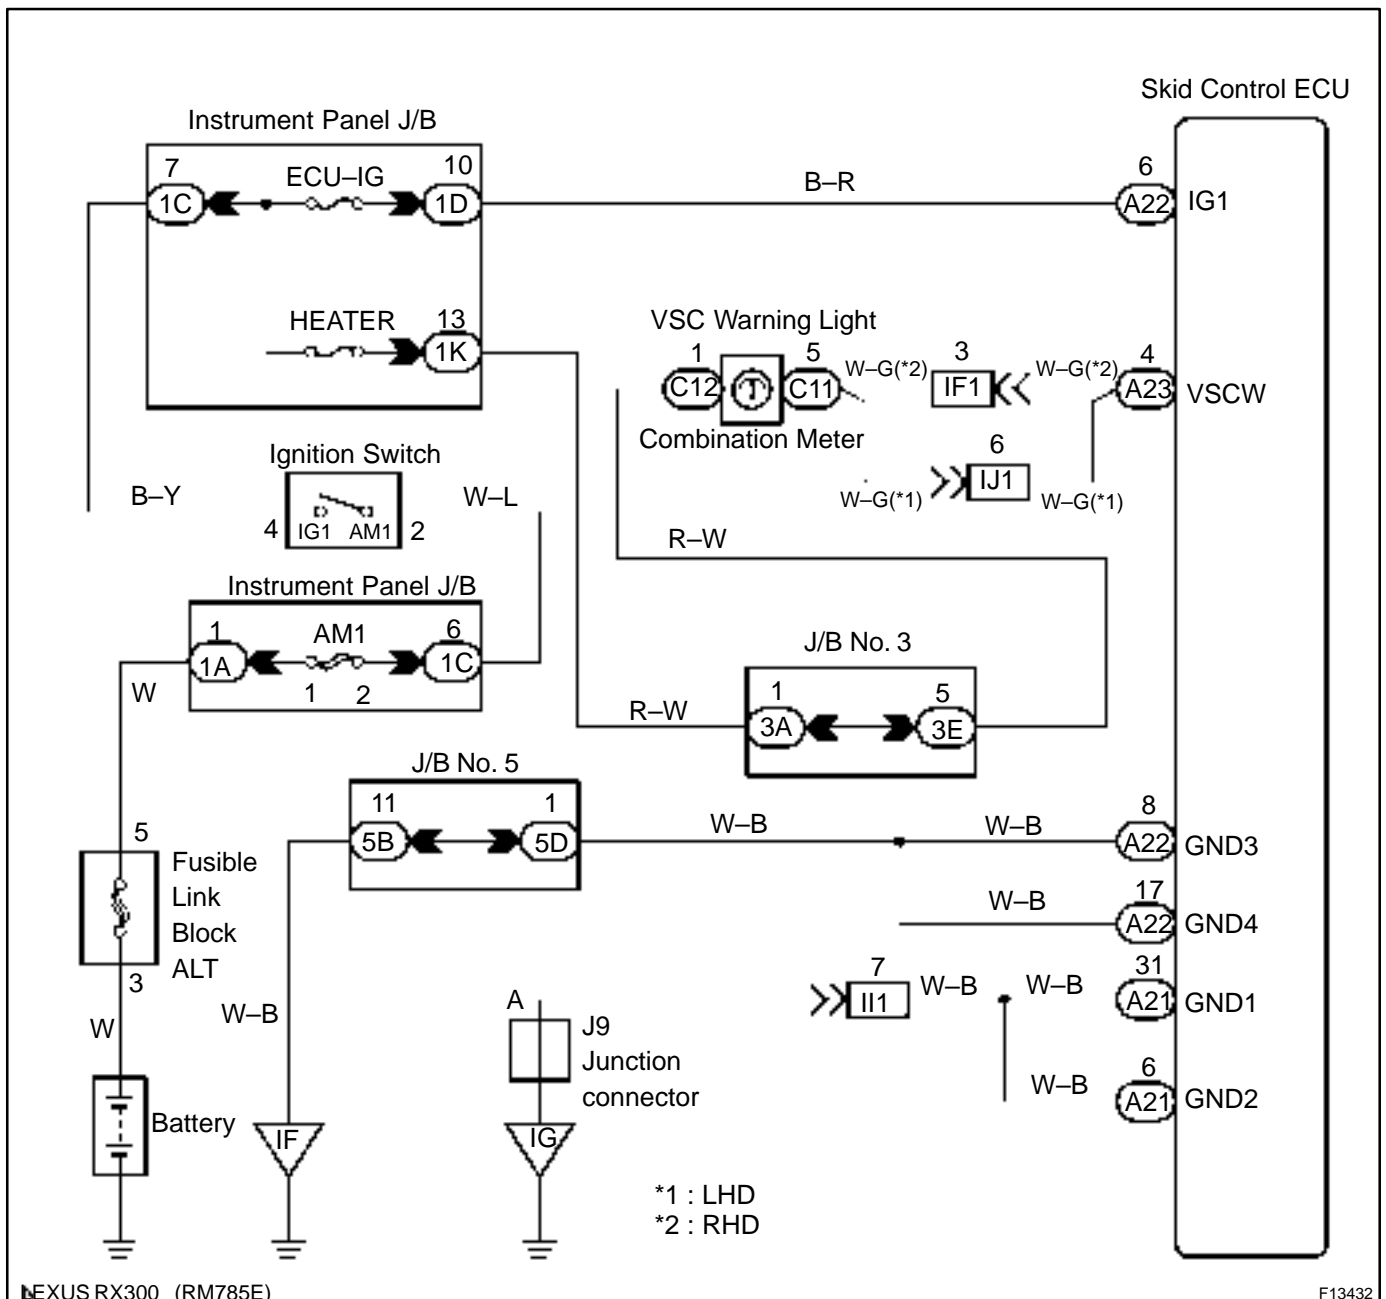 Skid Control ECU
Instrument Panel J/B
7
ECU–IG
10
1C
1D
B–R
6
A22
IG1
HEATER
13
1K
VSC Warning Light
1
5
C12
C11
W–G(*2)
3
IF1
W–G(*2)
4
A23
VSCW
Combination Meter
Ignition Switch
B–Y
4
IG1
AM1
2
W–L
6
IJ1
W–G(*1)
W–G(*1)
R–W
Instrument Panel J/B
1
AM1
6
1A
1C
1
2
W
J/B No. 3
1
5
3A
3E
R–W
J/B No. 5
11
1
5B
5D
W–B
W–B
8
A22
GND3
5
Fusible
Link
Block
ALT
3
W–B
17
A22
GND4
7
II1
W–B
W–B
31
A21
GND1
W
W–B
A
J9
Junction
connector
W–B
6
A21
GND2
Battery
IF
IG
*1 : LHD
*2 : RHD
LEXUS RX300 (RM785E)
F13432